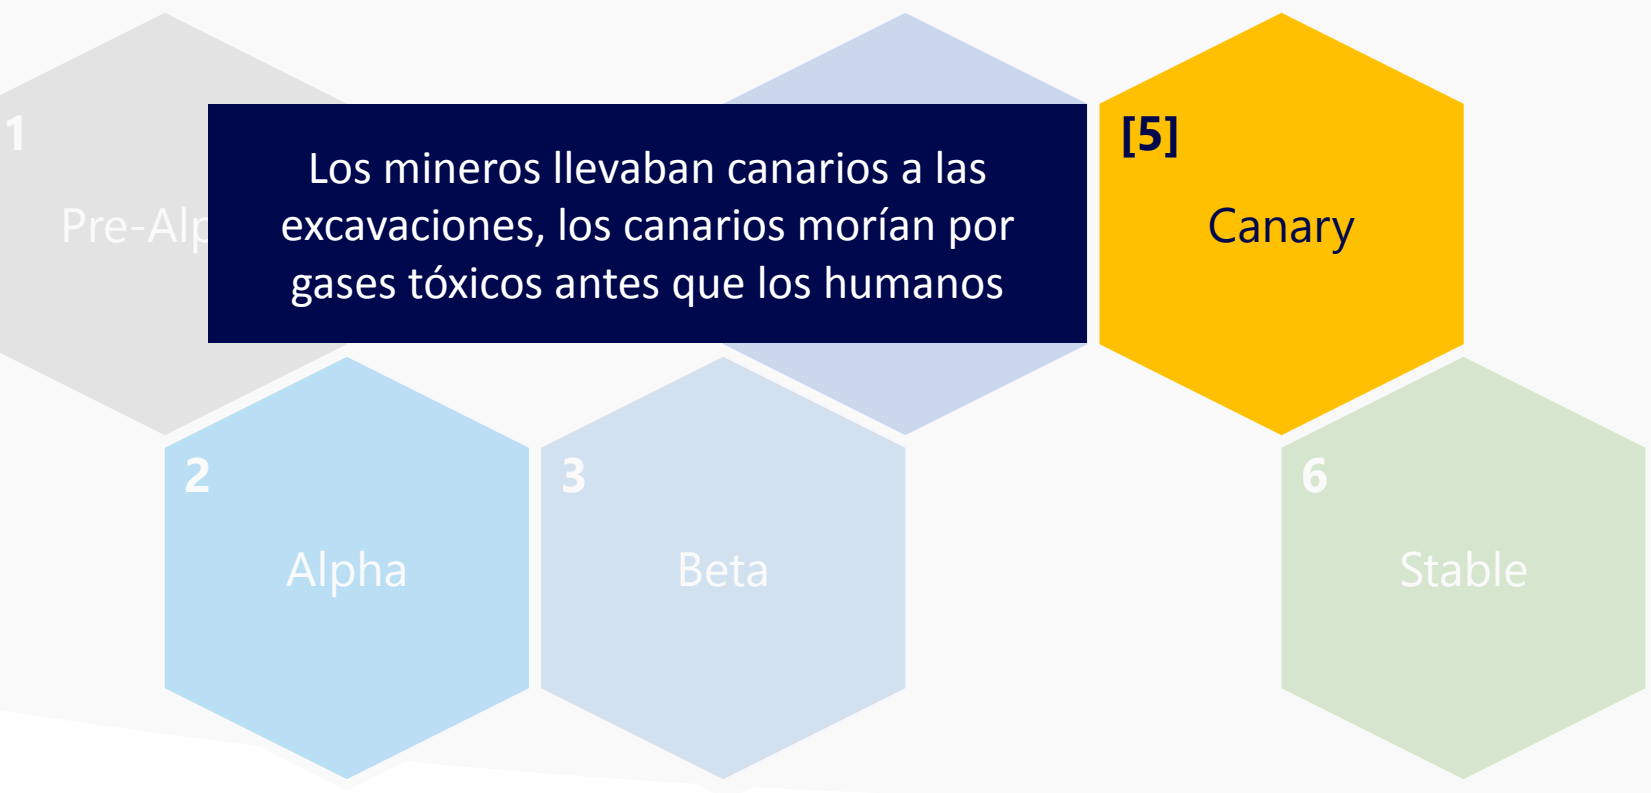 1
Pre-Alp
Los mineros llevaban canarios a las
excavaciones, los canarios morían por
gases tóxicos antes que los humanos
[5]
Canary
2
Alpha
3
Beta
6
Stable